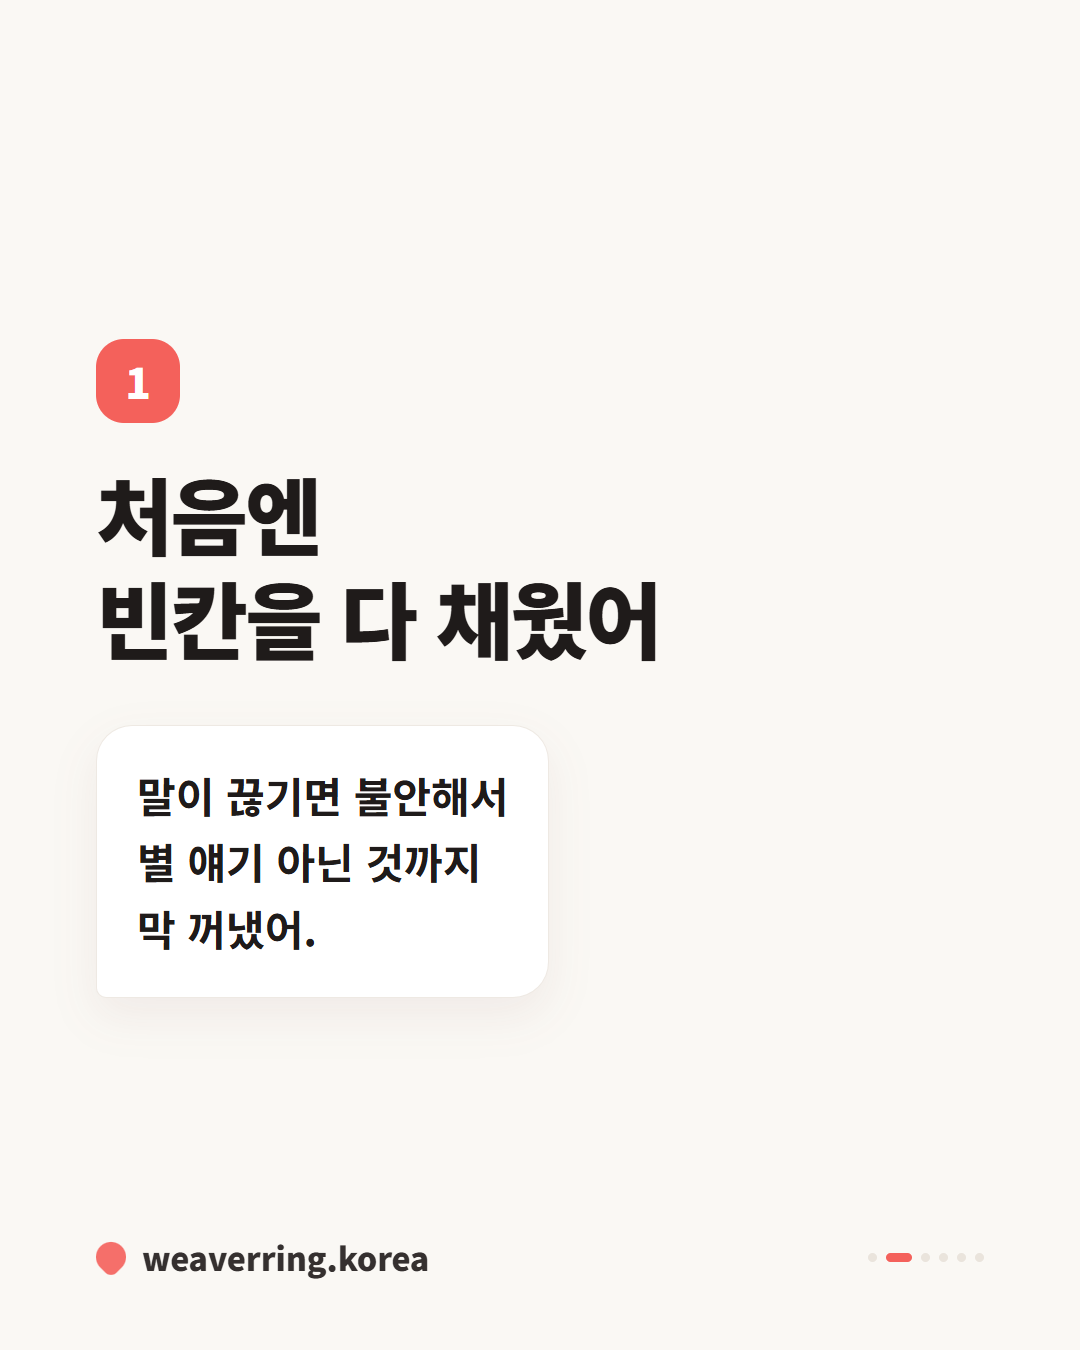 1
처음엔
빈칸을 다 채웠어
말이 끊기면 불안해서
별 얘기 아닌 것까지
막 꺼냈어.
weaverring.korea